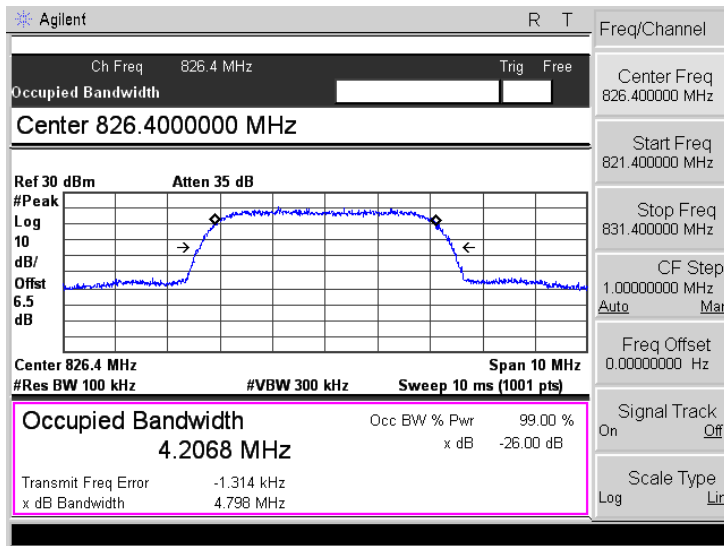 Agilent R T
Ch Freq 826.4 MHz Trig Free
Occupied Bandwidth
Center 826.4000000 MHz
Ref 30 dBm Atten 35 dB
#Peak
Log
10
dB/
Offst
6.5
dB
Center 826.4 MHz Span 10 MHz
#Res BW 100 kHz #VBW 300 kHz Sweep 10 ms (1001 pts)
Occupied Bandwidth Occ BW % Pwr 99.00 %
4.2068 MHz x dB -26.00 dB
Transmit Freq Error -1.314 kHz
x dB Bandwidth 4.798 MHz
Freq/Channel
Center Freq
826.400000 MHz
Start Freq
821.400000 MHz
Stop Freq
831.400000 MHz
CF Step
1.00000000 MHz
Auto Man
Freq Offset
0.00000000 Hz
Signal Track
On Off
Scale Type
Log Lin